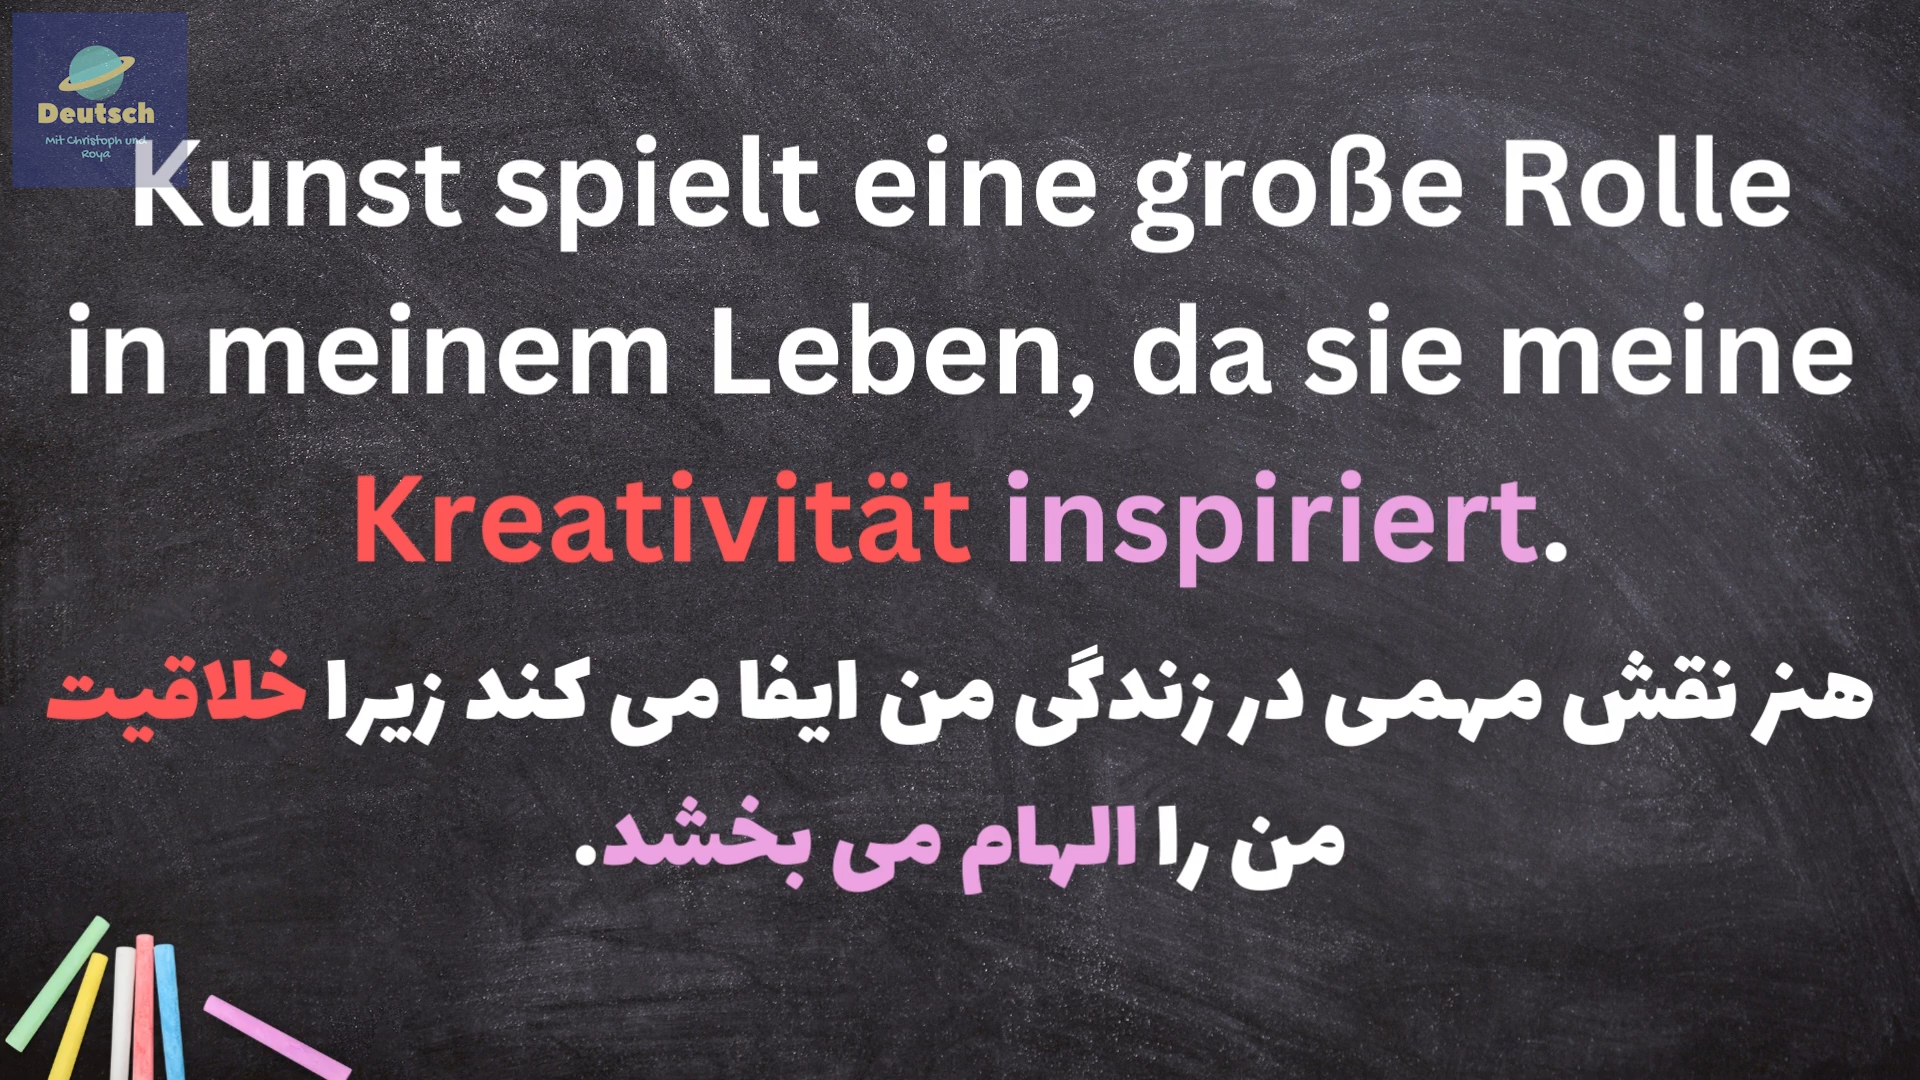 Deutsch
Mit Christoph und
Roya
Kunst spielt eine große Rolle
in meinem Leben, da sie meine
Kreativität inspiriert.
هنر نقش مهمی در زندگی من ایفا می کند زیرا خلاقیت
من را الهام می بخشد.